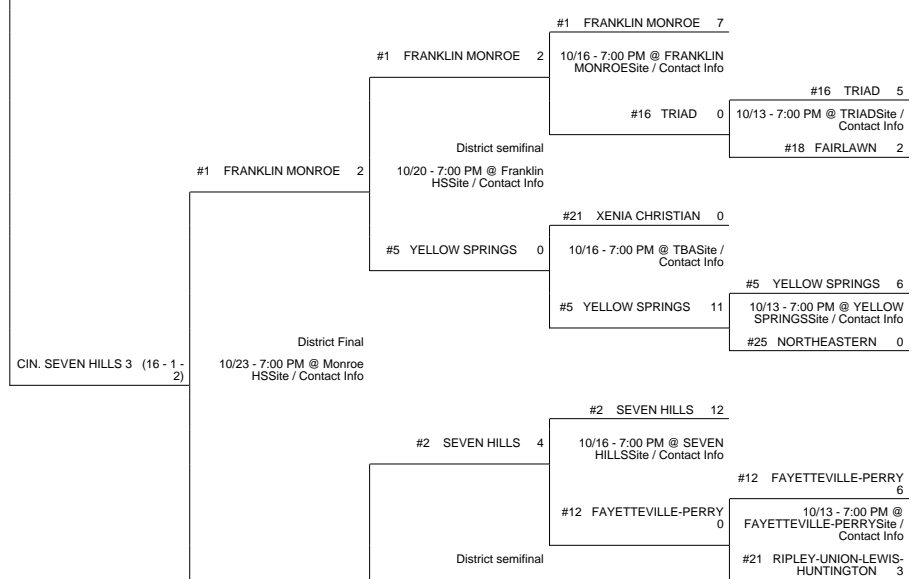 #1 FRANKLIN MONROE 7
#1 FRANKLIN MONROE 2
10/16 - 7:00 PM @ FRANKLIN
MONROESite / Contact Info
#16 TRIAD 5
#16 TRIAD 0
10/13 - 7:00 PM @ TRIADSite /
Contact Info
District semifinal
#18 FAIRLAWN 2
#1 FRANKLIN MONROE 2
10/20 - 7:00 PM @ Franklin
HSSite / Contact Info
#21 XENIA CHRISTIAN 0
#5 YELLOW SPRINGS 0
10/16 - 7:00 PM @ TBASite /
Contact Info
#5 YELLOW SPRINGS 6
#5 YELLOW SPRINGS 11
10/13 - 7:00 PM @ YELLOW
SPRINGSSite / Contact Info
District Final
#25 NORTHEASTERN 0
CIN. SEVEN HILLS 3 (16 - 1 -
2)
10/23 - 7:00 PM @ Monroe
HSSite / Contact Info
#2 SEVEN HILLS 12
#2 SEVEN HILLS 4
10/16 - 7:00 PM @ SEVEN
HILLSSite / Contact Info
#12 FAYETTEVILLE-PERRY
6
#12 FAYETTEVILLE-PERRY
0
10/13 - 7:00 PM @
FAYETTEVILLE-PERRYSite /
Contact Info
District semifinal
#21 RIPLEY-UNION-LEWIS-
HUNTINGTON 3